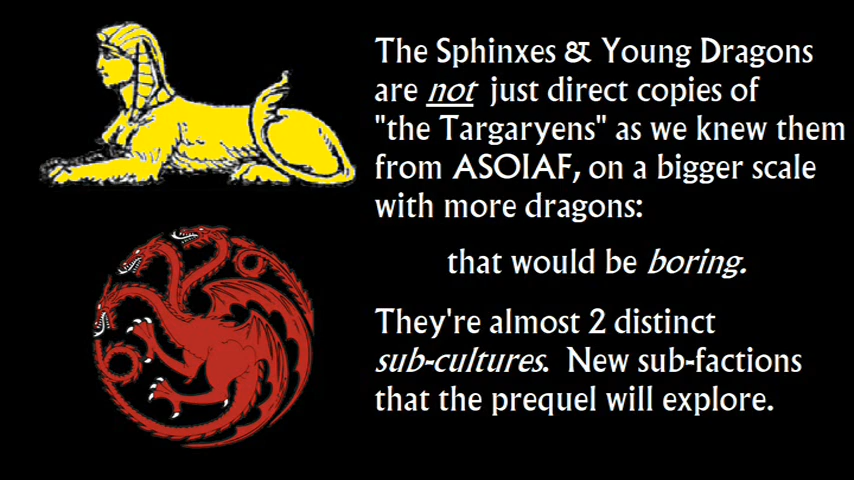 The Sphinxes & Young Dragons
are not just direct copies of
"the Targaryens" as we knew them
from ASOIAF, on a bigger scale
with more dragons:
that would be boring.
They're almost 2 distinct
sub-cultures. New sub-factions
that the prequel will explore.